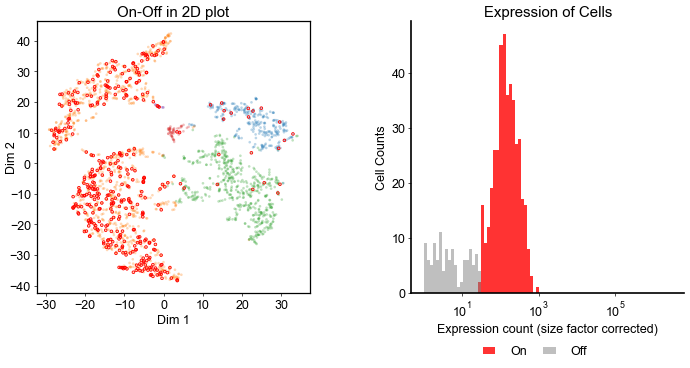 On-Off in 2D plot
Dim 2
40
30
20
10
0
−10
−20
−30
−40
−30 −20 −10 0 10 20 30
Dim 1
Expression of Cells
Cell Counts
40
30
20
10
0
10^1 10^3 10^5
Expression count (size factor corrected)
On Off